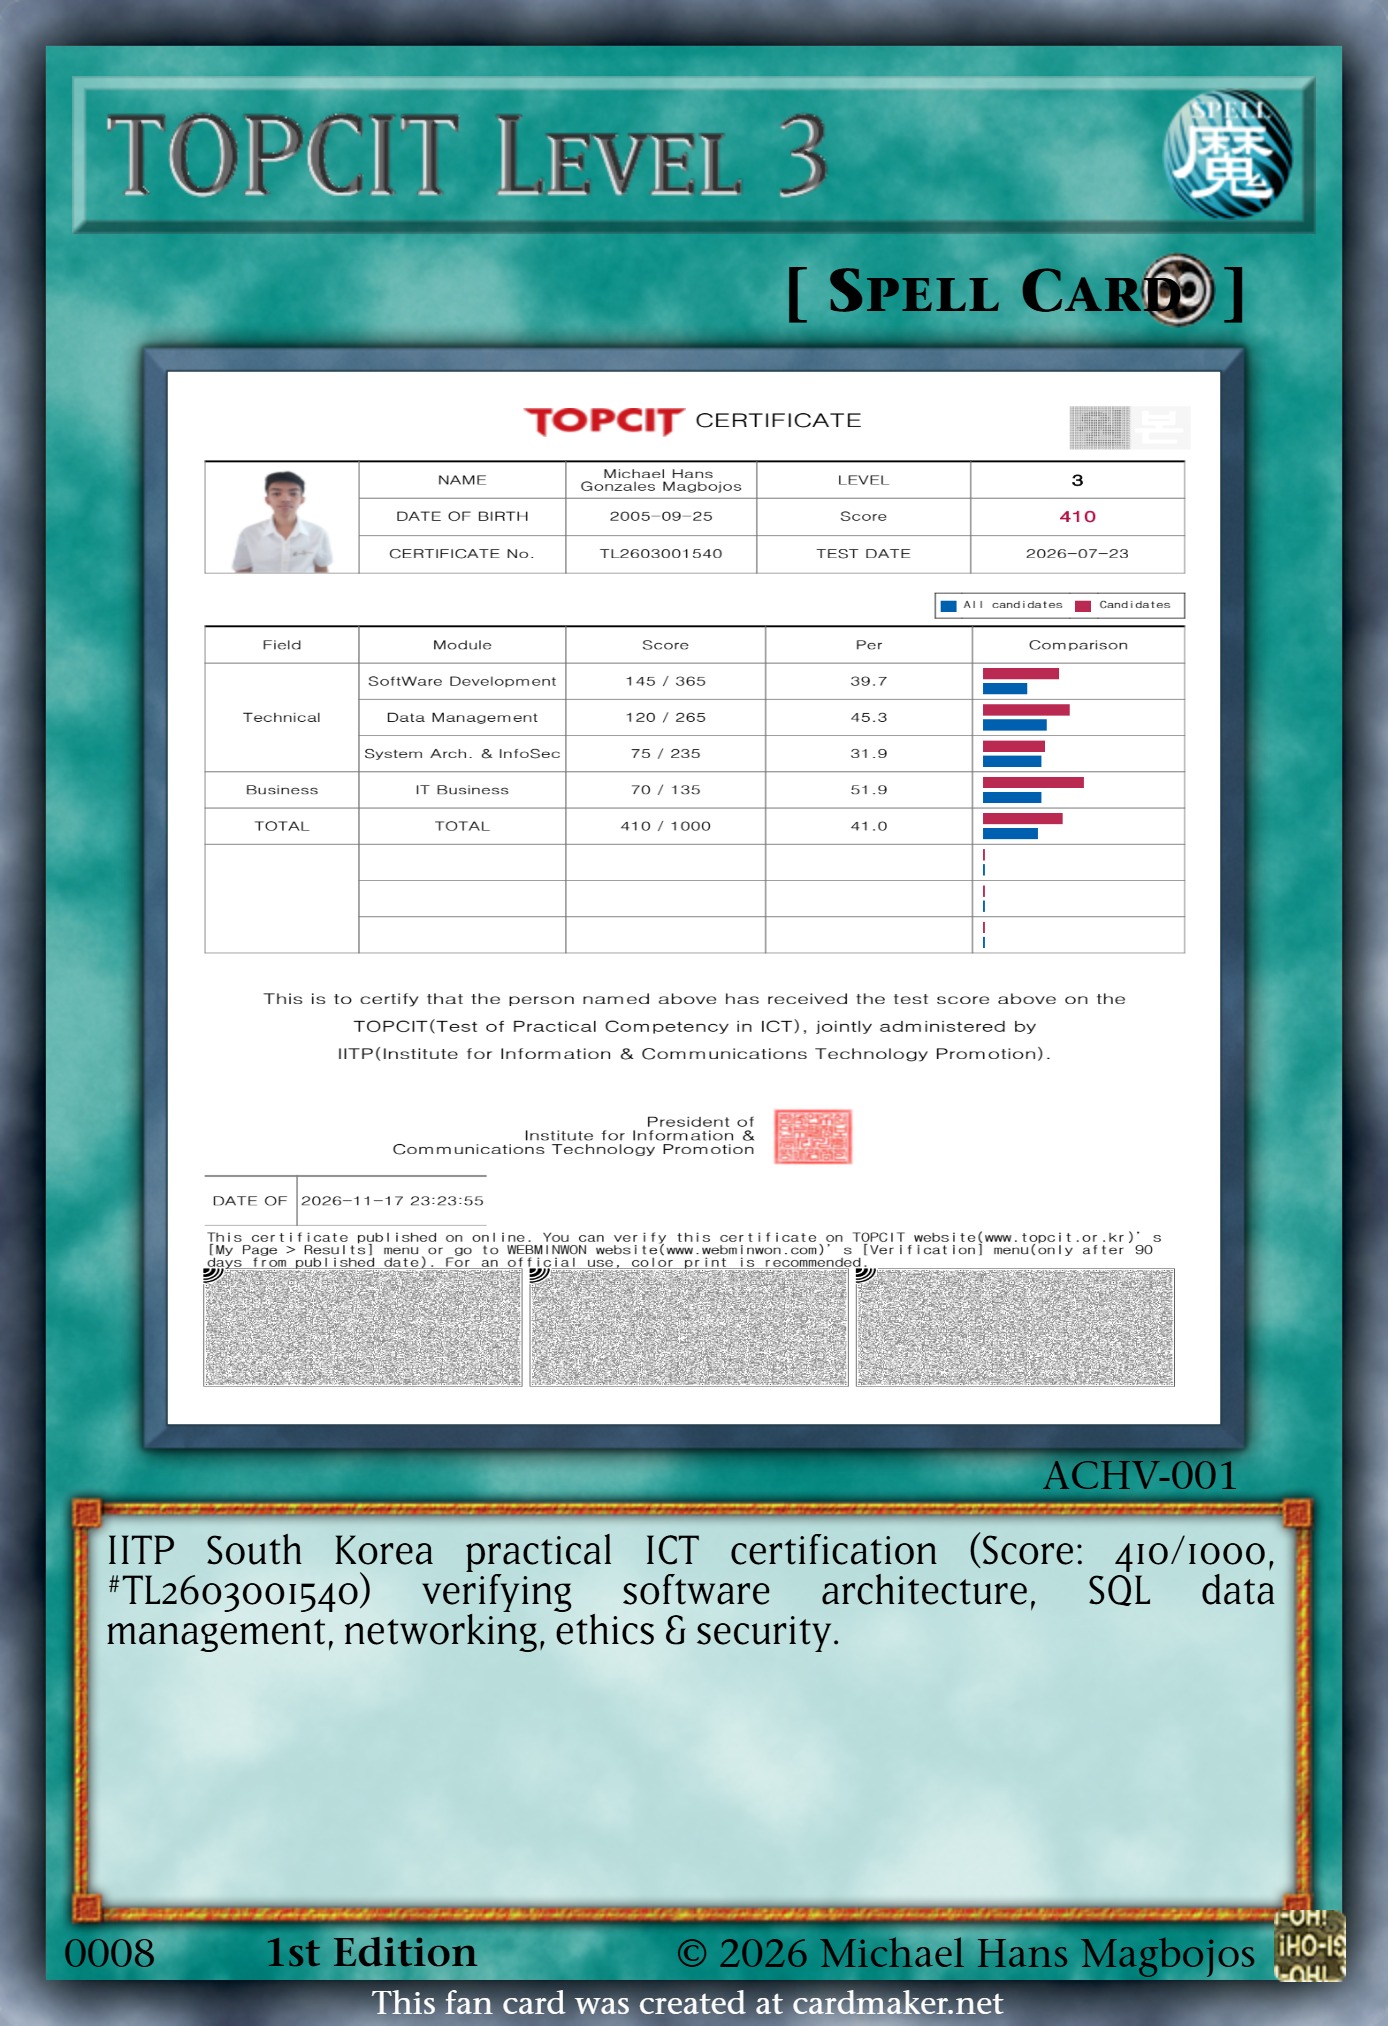 TOPCIT Level 3
SPELL
魔
[ Spell Card ]
TOPCIT CERTIFICATE
원본
NAME
Michael Hans
Gonzales Magbojos
LEVEL
3
DATE OF BIRTH
2005-09-25
Score
410
CERTIFICATE No.
TL2603001540
TEST DATE
2026-07-23
All candidates
Candidates
Field Module Score Per Comparison
Technical
SoftWare Development 145 / 365 39.7
Data Management 120 / 265 45.3
System Arch. & InfoSec 75 / 235 31.9
Business IT Business 70 / 135 51.9
TOTAL TOTAL 410 / 1000 41.0
This is to certify that the person named above has received the test score above on the
TOPCIT(Test of Practical Competency in ICT), jointly administered by
IITP(Institute for Information & Communications Technology Promotion).
President of
Institute for Information &
Communications Technology Promotion
DATE OF 2026-11-17 23:23:55
This certificate published on online. You can verify this certificate on TOPCIT website(www.topcit.or.kr)' s
[My Page > Results] menu or go to WEBMINWON website(www.webminwon.com)' s [Verification] menu(only after 90
days from published date). For an official use, color print is recommended.
ACHV-001
IITP South Korea practical ICT certification (Score: 410/1000,
#TL2603001540) verifying software architecture, SQL data
management, networking, ethics & security.
0008
1st Edition
© 2026 Michael Hans Magbojos
This fan card was created at cardmaker.net